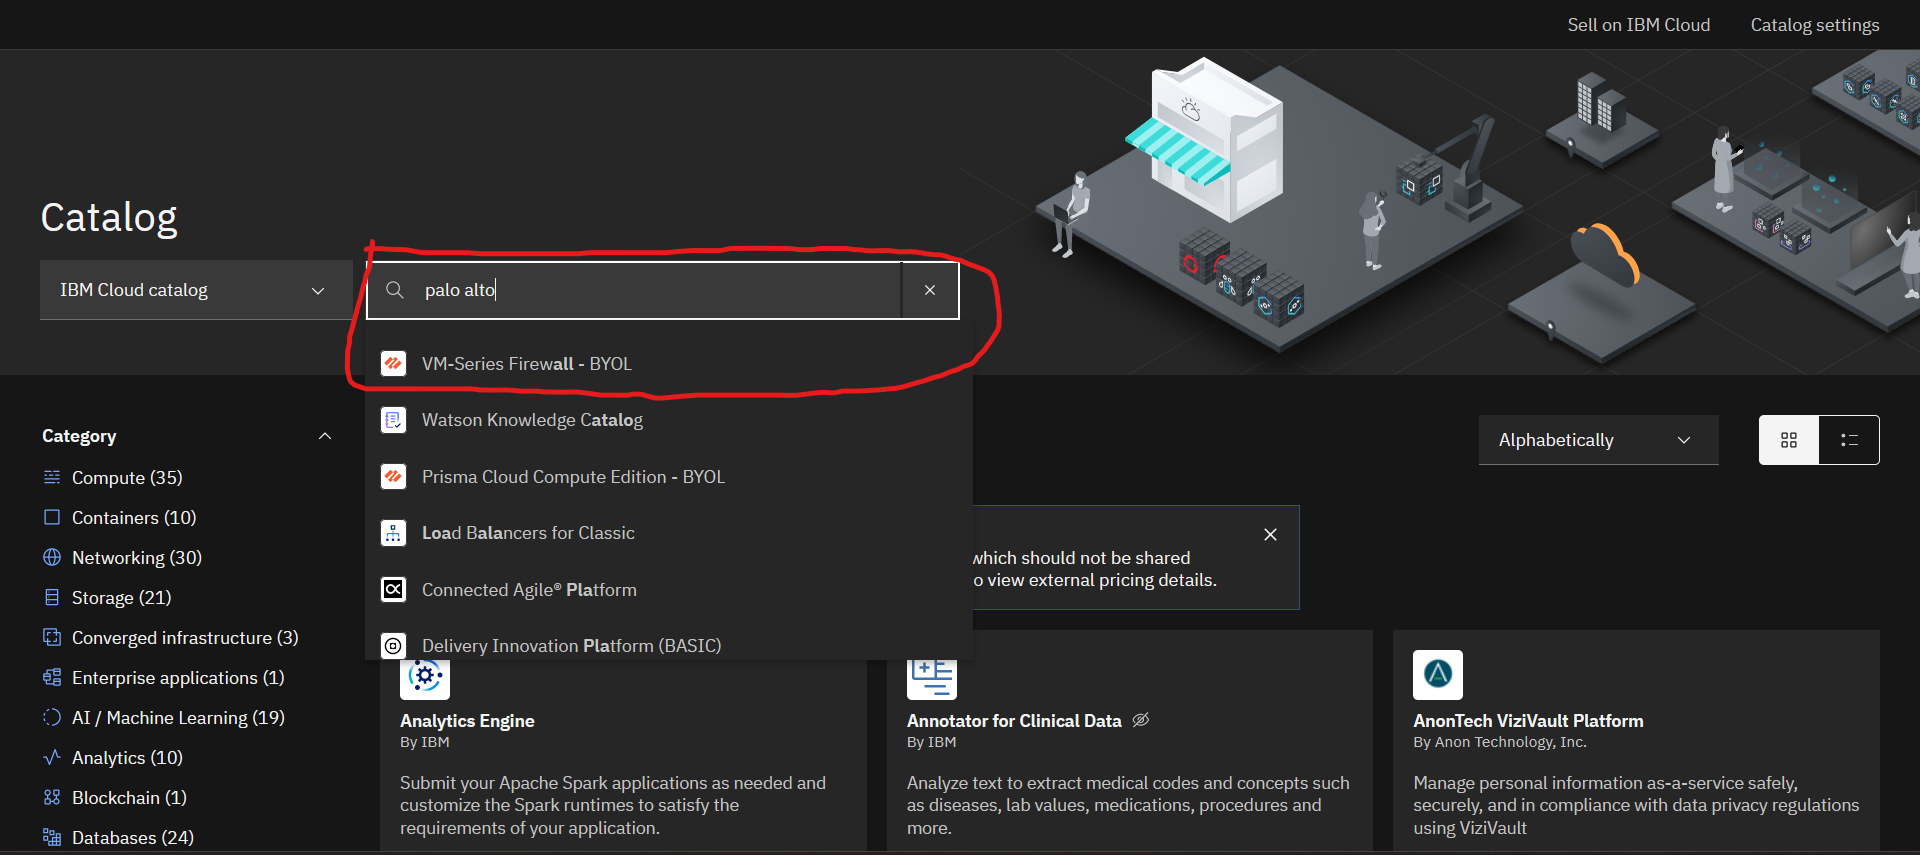 Sell on IBM Cloud
Catalog settings
Catalog
IBM Cloud catalog
palo alto
VM-Series Firewall - BYOL
Watson Knowledge Catalog
Prisma Cloud Compute Edition - BYOL
Load Balancers for Classic
Connected Agile® Platform
Delivery Innovation Platform (BASIC)
Category
Compute (35)
Containers (10)
Networking (30)
Storage (21)
Converged infrastructure (3)
Enterprise applications (1)
AI / Machine Learning (19)
Analytics (10)
Blockchain (1)
Databases (24)
Alphabetically
which should not be shared
o view external pricing details.
Analytics Engine
By IBM
Submit your Apache Spark applications as needed and
customize the Spark runtimes to satisfy the
requirements of your application.
Annotator for Clinical Data
By IBM
Analyze text to extract medical codes and concepts such
as diseases, lab values, medications, procedures and
more.
AnonTech ViziVault Platform
By Anon Technology, Inc.
Manage personal information as-a-service safely,
securely, and in compliance with data privacy regulations
using ViziVault